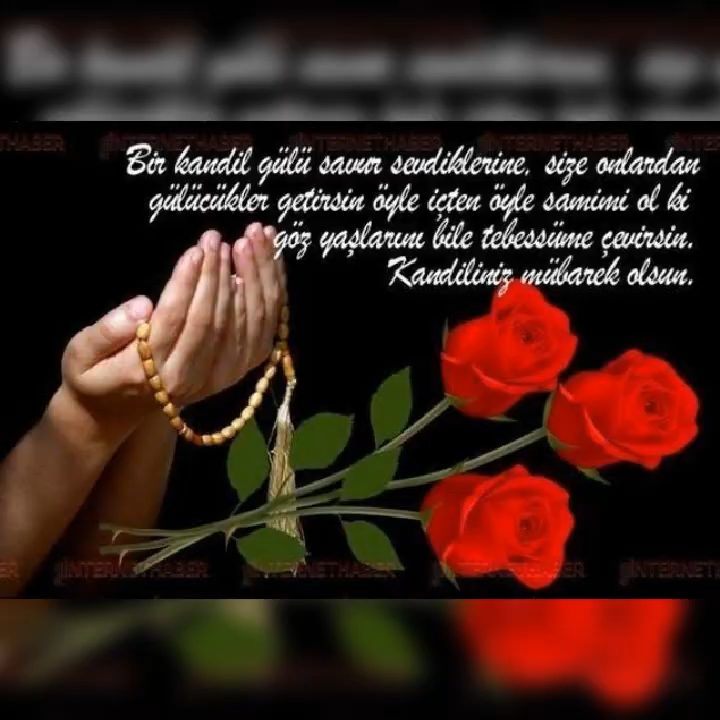 Bir kandil gülü savur sevdiklerine, size onlardan
gülücükler getirsin öyle içten öyle samimi ol ki
göz yaşlarını bile tebessüme çevirsin.
Kandiliniz mübarek olsun.
INTERNETHABER